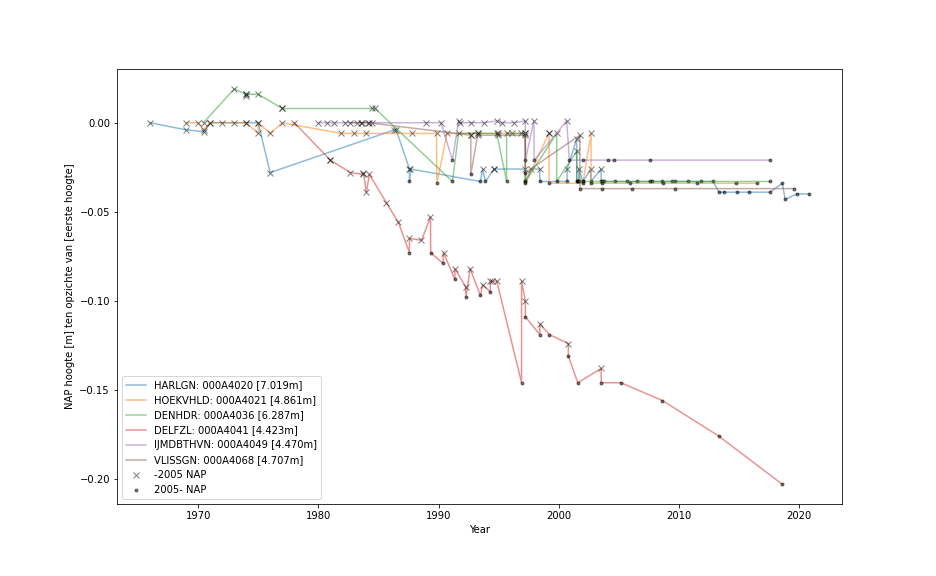 NAP hoogte [m] ten opzichte van [eerste hoogte]
0.00
−0.05
−0.10
−0.15
−0.20
HARLGN: 000A4020 [7.019m]
HOEKVHLD: 000A4021 [4.861m]
DENHDR: 000A4036 [6.287m]
DELFZL: 000A4041 [4.423m]
IJMDBTHVN: 000A4049 [4.470m]
VLISSGN: 000A4068 [4.707m]
-2005 NAP
2005- NAP
1970 1980 1990 2000 2010 2020
Year